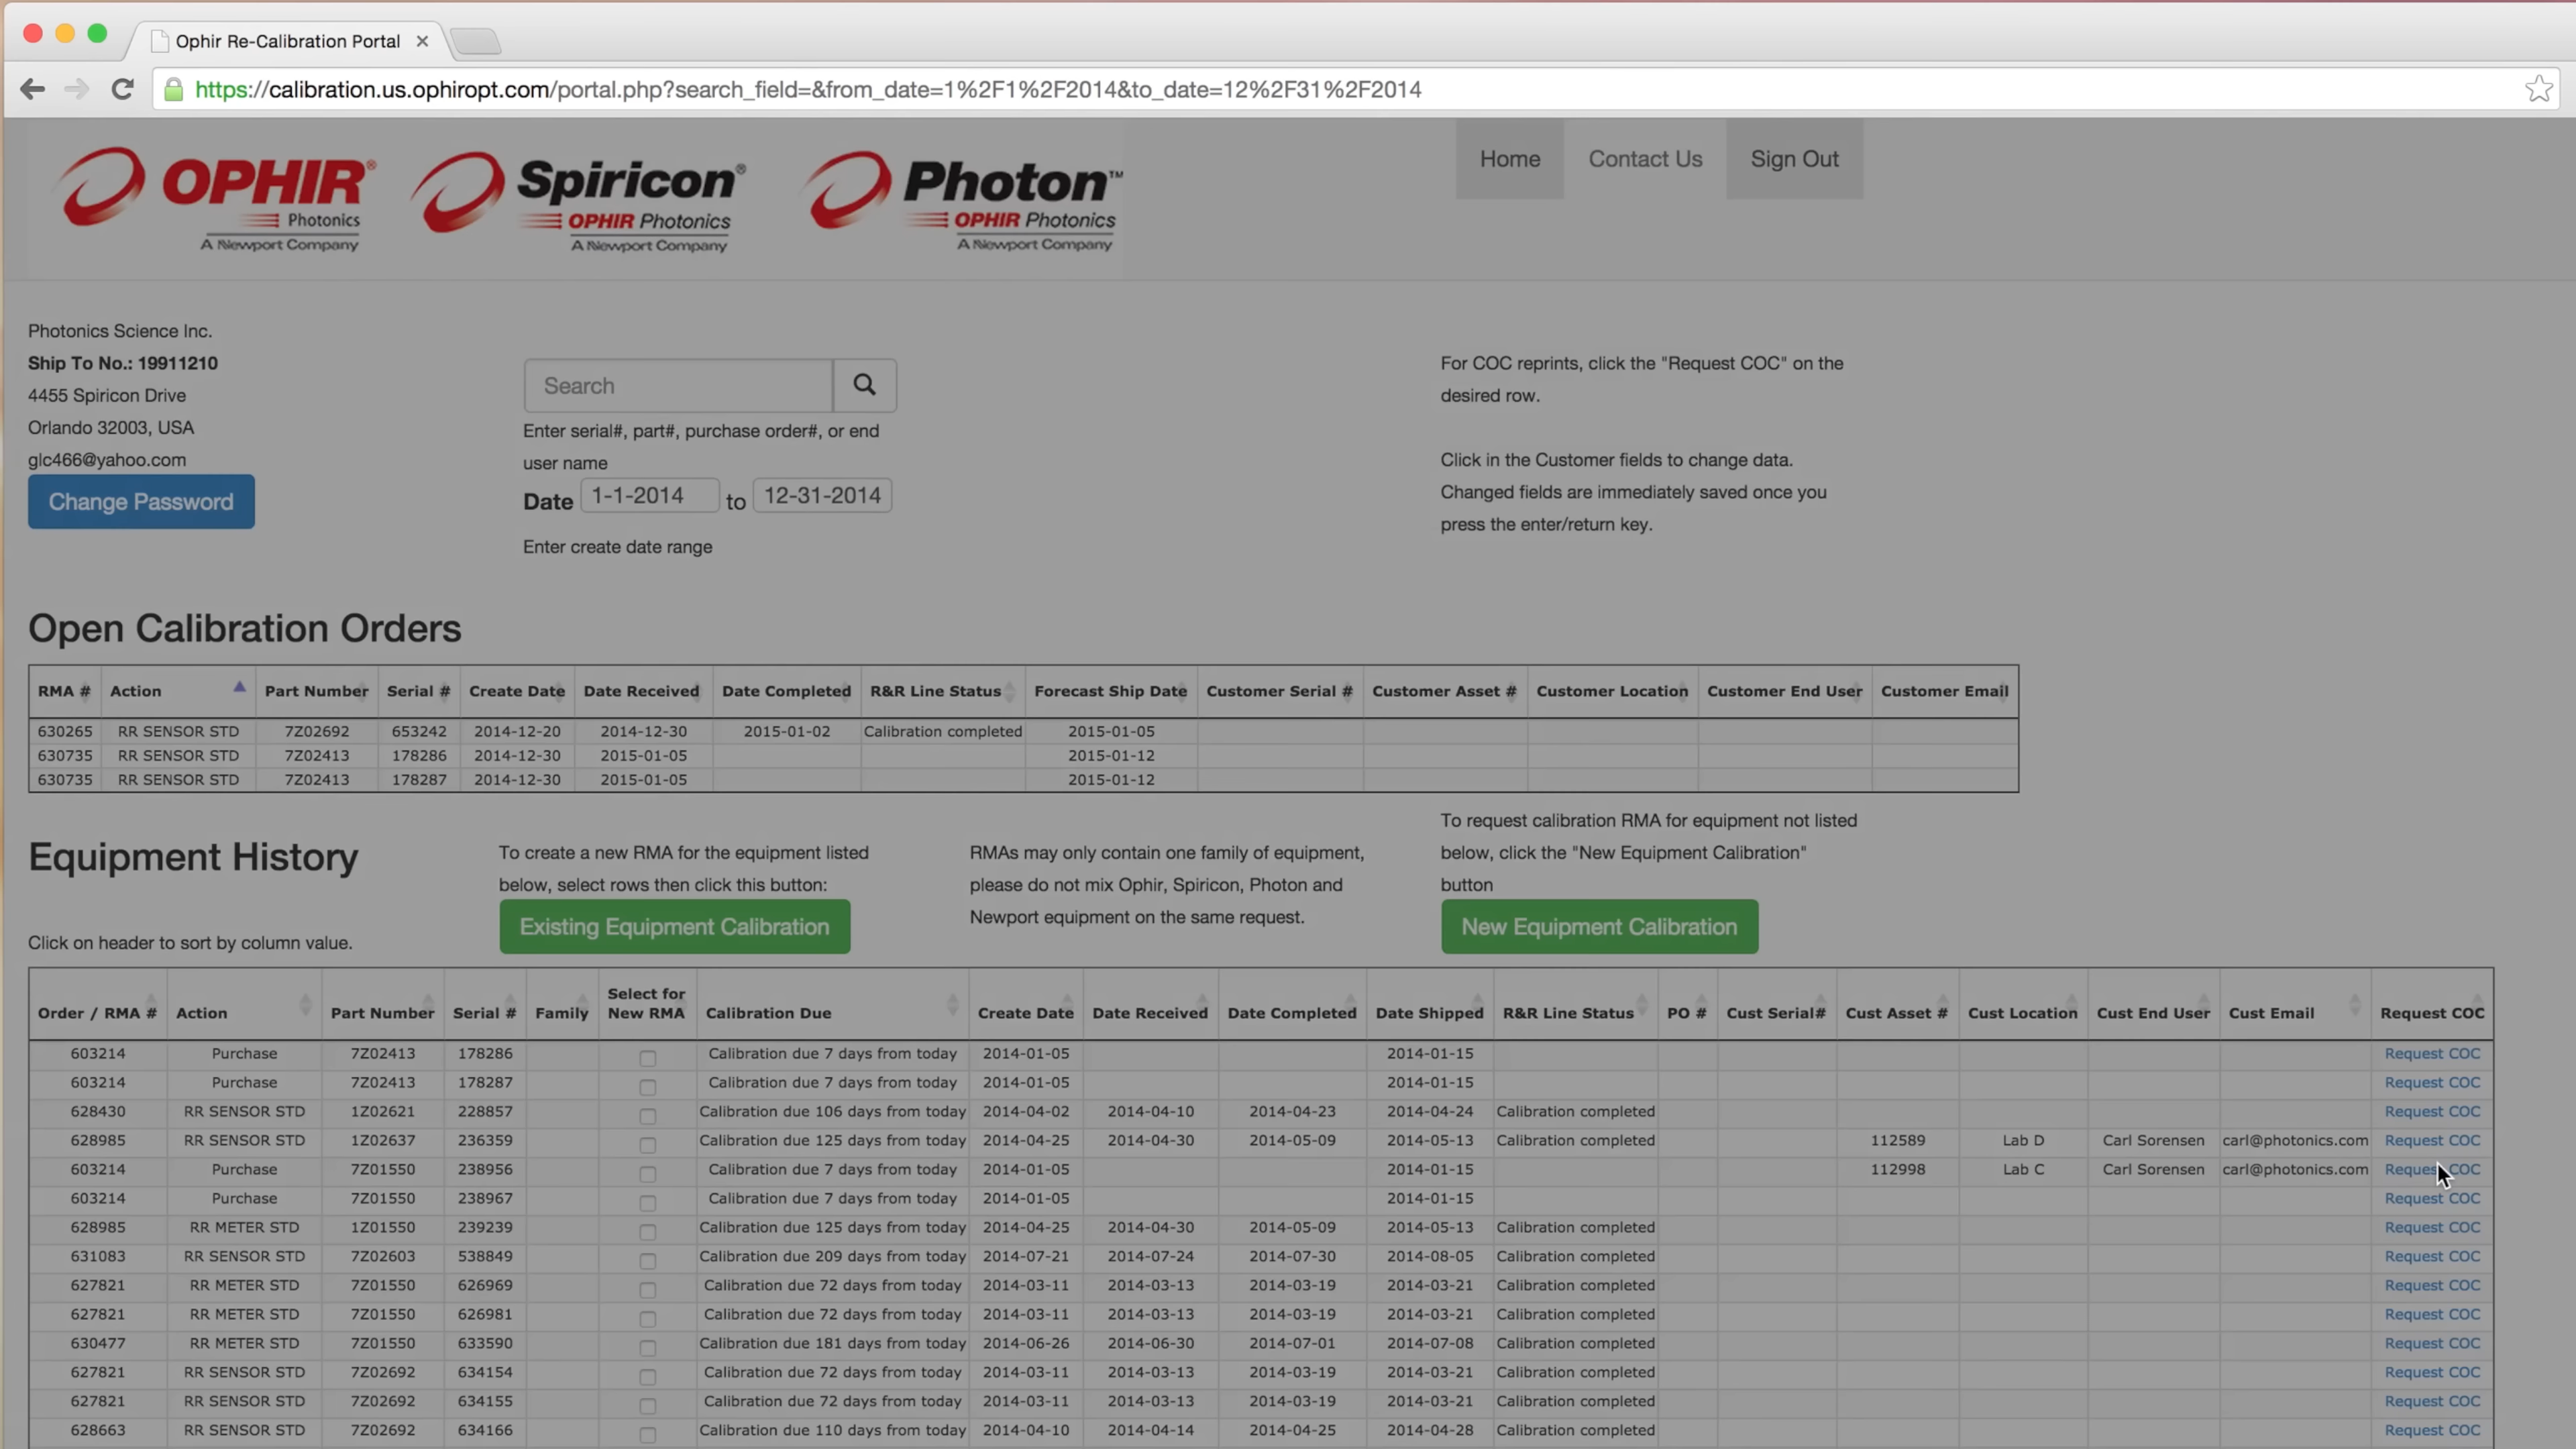 Ophir Re-Calibration Portal
https://calibration.us.ophiropt.com/portal.php?search_field=&from_date=1%2F1%2F2014&to_date=12%2F31%2F2014
OPHIR® Photonics A Newport Company
Spiricon® OPHIR Photonics A Newport Company
Photon™ OPHIR Photonics A Newport Company
Home Contact Us Sign Out
Photonics Science Inc.
Ship To No.: 19911210
4455 Spiricon Drive
Orlando 32003, USA
glc466@yahoo.com
Change Password
Search
Enter serial#, part#, purchase order#, or end
user name
Date 1-1-2014 to 12-31-2014
Enter create date range
For COC reprints, click the "Request COC" on the
desired row.
Click in the Customer fields to change data.
Changed fields are immediately saved once you
press the enter/return key.
Open Calibration Orders
RMA # Action Part Number Serial # Create Date Date Received Date Completed R&R Line Status Forecast Ship Date Customer Serial # Customer Asset # Customer Location Customer End User Customer Email
630265 RR SENSOR STD 7Z02692 653242 2014-12-20 2014-12-30 2015-01-02 Calibration completed 2015-01-05
630735 RR SENSOR STD 7Z02413 178286 2014-12-30 2015-01-05 2015-01-12
630735 RR SENSOR STD 7Z02413 178287 2014-12-30 2015-01-05 2015-01-12
Equipment History
Click on header to sort by column value.
To create a new RMA for the equipment listed
below, select rows then click this button:
Existing Equipment Calibration
RMAs may only contain one family of equipment,
please do not mix Ophir, Spiricon, Photon and
Newport equipment on the same request.
To request calibration RMA for equipment not listed
below, click the "New Equipment Calibration"
button
New Equipment Calibration
Order / RMA # Action Part Number Serial # Family Select for New RMA Calibration Due Create Date Date Received Date Completed Date Shipped R&R Line Status PO # Cust Serial# Cust Asset # Cust Location Cust End User Cust Email Request COC
603214 Purchase 7Z02413 178286 Calibration due 7 days from today 2014-01-05 2014-01-15 Request COC
603214 Purchase 7Z02413 178287 Calibration due 7 days from today 2014-01-05 2014-01-15 Request COC
628430 RR SENSOR STD 1Z02621 228857 Calibration due 106 days from today 2014-04-02 2014-04-10 2014-04-23 2014-04-24 Calibration completed Request COC
628985 RR SENSOR STD 1Z02637 236359 Calibration due 125 days from today 2014-04-25 2014-04-30 2014-05-09 2014-05-13 Calibration completed 112589 Lab D Carl Sorensen carl@photonics.com Request COC
603214 Purchase 7Z01550 238956 Calibration due 7 days from today 2014-01-05 2014-01-15 112998 Lab C Carl Sorensen carl@photonics.com Request COC
603214 Purchase 7Z01550 238967 Calibration due 7 days from today 2014-01-05 2014-01-15 Request COC
628985 RR METER STD 1Z01550 239239 Calibration due 125 days from today 2014-04-25 2014-04-30 2014-05-09 2014-05-13 Calibration completed Request COC
631083 RR SENSOR STD 7Z02603 538849 Calibration due 209 days from today 2014-07-21 2014-07-24 2014-07-30 2014-08-05 Calibration completed Request COC
627821 RR METER STD 7Z01550 626969 Calibration due 72 days from today 2014-03-11 2014-03-13 2014-03-19 2014-03-21 Calibration completed Request COC
627821 RR METER STD 7Z01550 626981 Calibration due 72 days from today 2014-03-11 2014-03-13 2014-03-19 2014-03-21 Calibration completed Request COC
630477 RR METER STD 7Z01550 633590 Calibration due 181 days from today 2014-06-26 2014-06-30 2014-07-01 2014-07-08 Calibration completed Request COC
627821 RR SENSOR STD 7Z02692 634154 Calibration due 72 days from today 2014-03-11 2014-03-13 2014-03-19 2014-03-21 Calibration completed Request COC
627821 RR SENSOR STD 7Z02692 634155 Calibration due 72 days from today 2014-03-11 2014-03-13 2014-03-19 2014-03-21 Calibration completed Request COC
628663 RR SENSOR STD 7Z02692 634166 Calibration due 110 days from today 2014-04-10 2014-04-14 2014-04-25 2014-04-28 Calibration completed Request COC